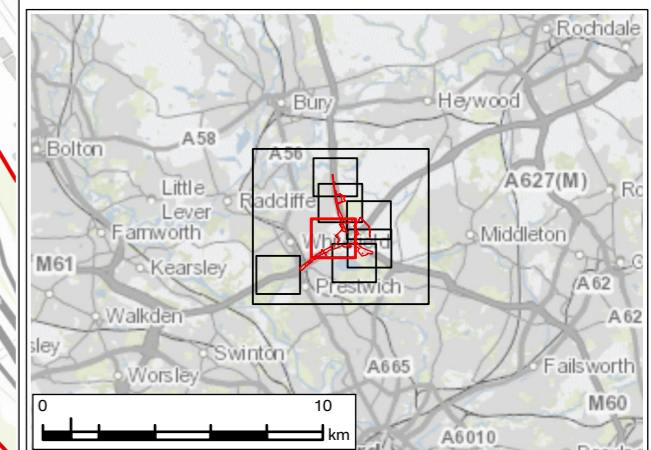 Rochdale
Bury
Heywood
A58
Bolton
A56
A627(M)
Little
Lever
Radcliffe
Farnworth
Middleton
M61
Kearsley
A62
Prestwich
Walkden
A62
Swinton
Worsley
A665
Failsworth
0
10
km
M60
A6010